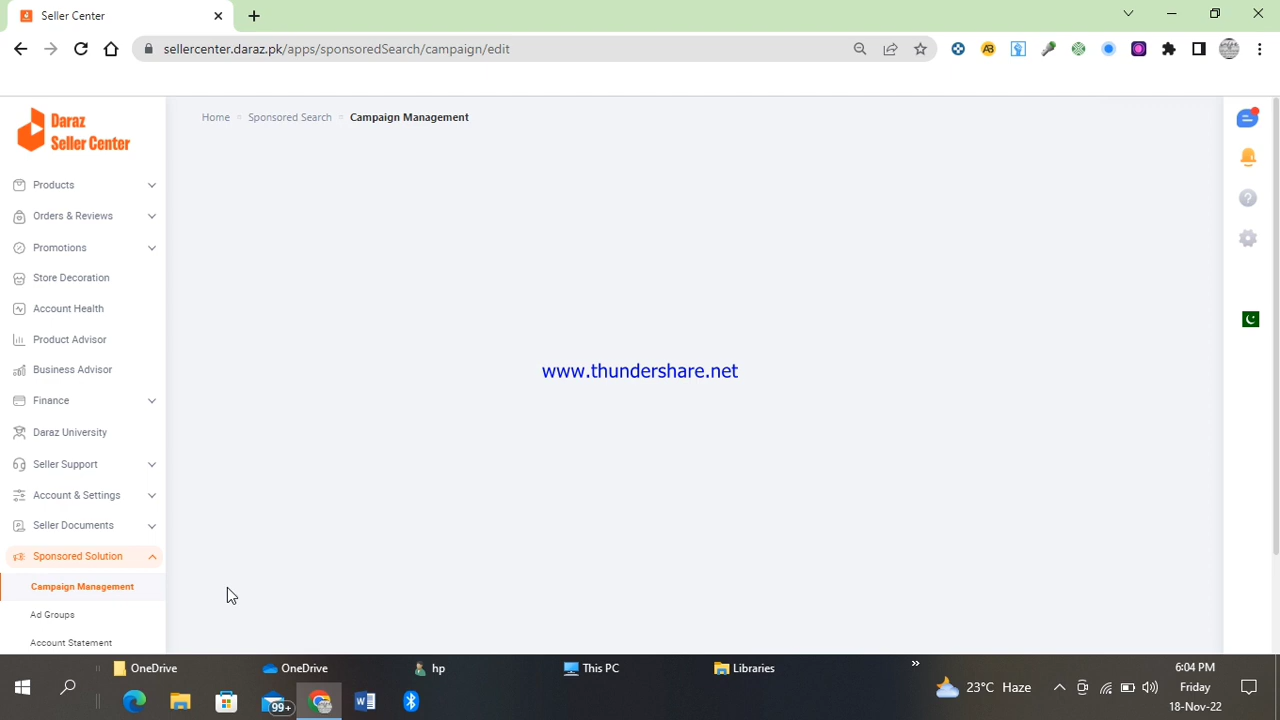 Seller Center
sellercenter.daraz.pk/apps/sponsoredSearch/campaign/edit
Daraz
Seller Center
Home
Sponsored Search
Campaign Management
Products
Orders & Reviews
Promotions
Store Decoration
Account Health
Product Advisor
Business Advisor
Finance
Daraz University
Seller Support
Account & Settings
Seller Documents
Sponsored Solution
Campaign Management
Ad Groups
Account Statement
www.thundershare.net
AB
OneDrive
OneDrive
hp
This PC
Libraries
»
99+
23°C Haze
6:04 PM
Friday
18-Nov-22